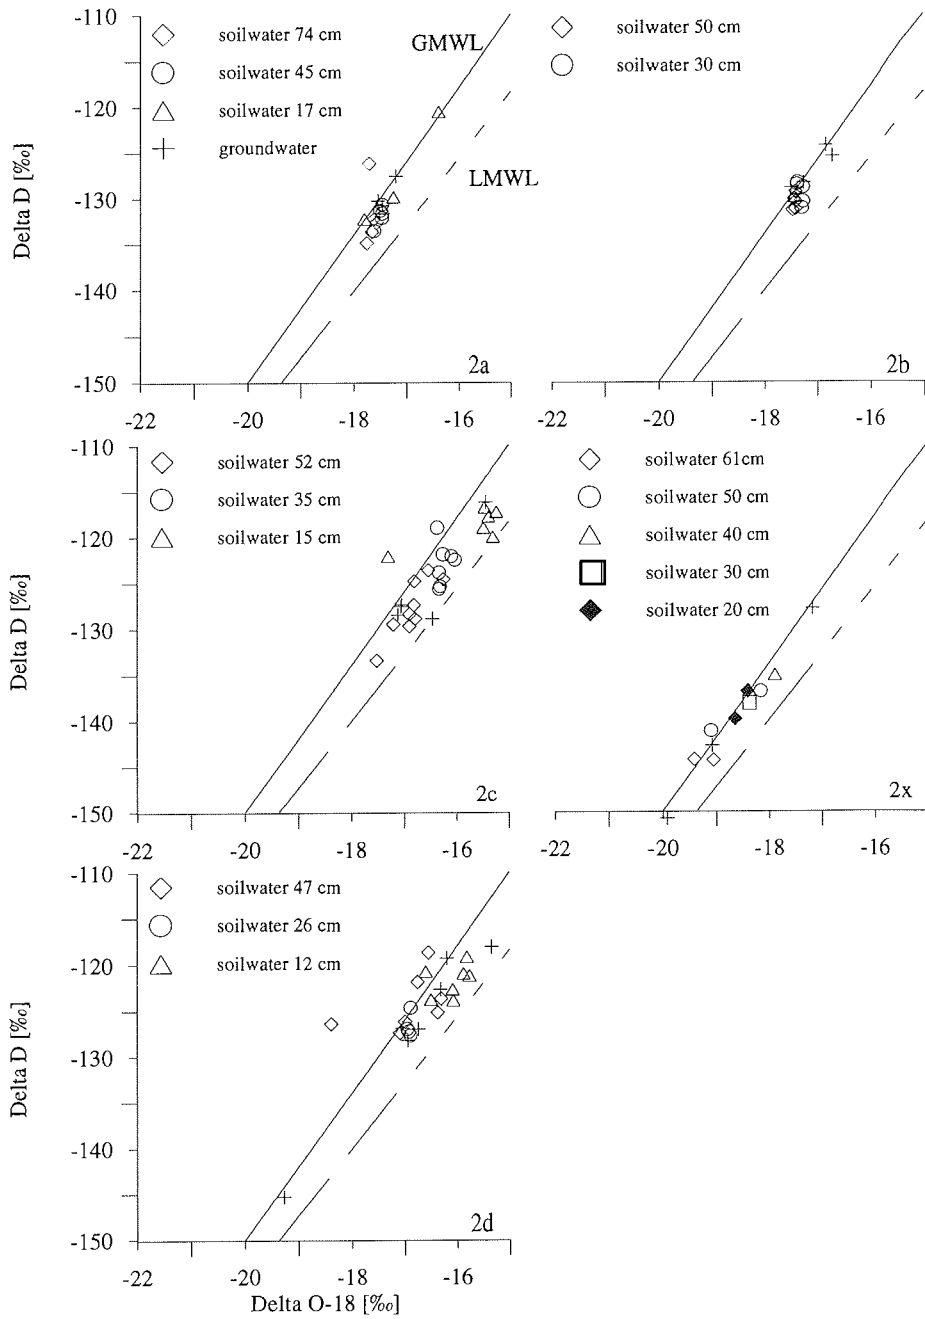 -110
-120
-130
-140
-150
Delta D [‰]
soilwater 74 cm
soilwater 45 cm
soilwater 17 cm
groundwater
GMWL
LMWL
2a
-22
-20
-18
-16
soilwater 50 cm
soilwater 30 cm
2b
-22
-20
-18
-16
-110
-120
-130
-140
-150
Delta D [‰]
soilwater 52 cm
soilwater 35 cm
soilwater 15 cm
2c
-22
-20
-18
-16
soilwater 61cm
soilwater 50 cm
soilwater 40 cm
soilwater 30 cm
soilwater 20 cm
2x
-22
-20
-18
-16
-110
-120
-130
-140
-150
Delta D [‰]
soilwater 47 cm
soilwater 26 cm
soilwater 12 cm
2d
-22
-20
-18
-16
Delta O-18 [‰]